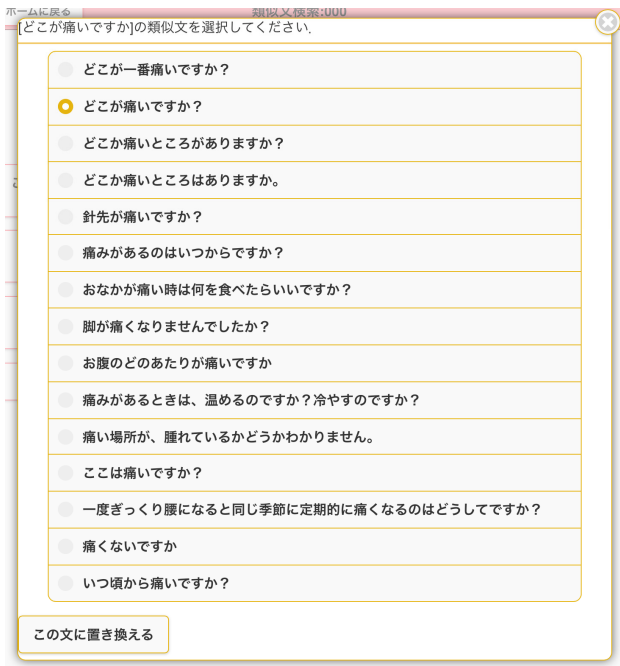 ホームに戻る
類似文検索:000
[どこが痛いですか]の類似文を選択してください.
どこが一番痛いですか？
どこが痛いですか？
どこか痛いところがありますか？
どこか痛いところはありますか。
針先が痛いですか？
痛みがあるのはいつからですか？
おなかが痛い時は何を食べたらいいですか？
脚が痛くなりませんでしたか？
お腹のどのあたりが痛いですか
痛みがあるときは、温めるのですか？冷やすのですか？
痛い場所が、腫れているかどうかわかりません。
ここは痛いですか？
一度ぎっくり腰になると同じ季節に定期的に痛くなるのはどうしてですか？
痛くないですか
いつ頃から痛いですか？
この文に置き換える